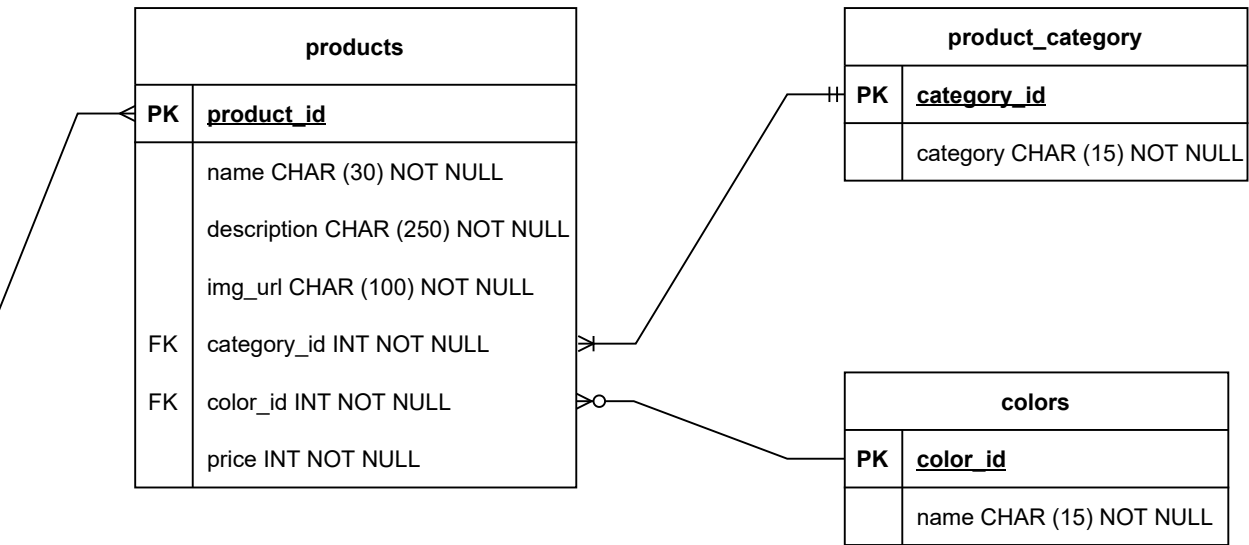 products
PK product_id
name CHAR (30) NOT NULL
description CHAR (250) NOT NULL
img_url CHAR (100) NOT NULL
FK category_id INT NOT NULL
FK color_id INT NOT NULL
price INT NOT NULL
product_category
PK category_id
category CHAR (15) NOT NULL
colors
PK color_id
name CHAR (15) NOT NULL